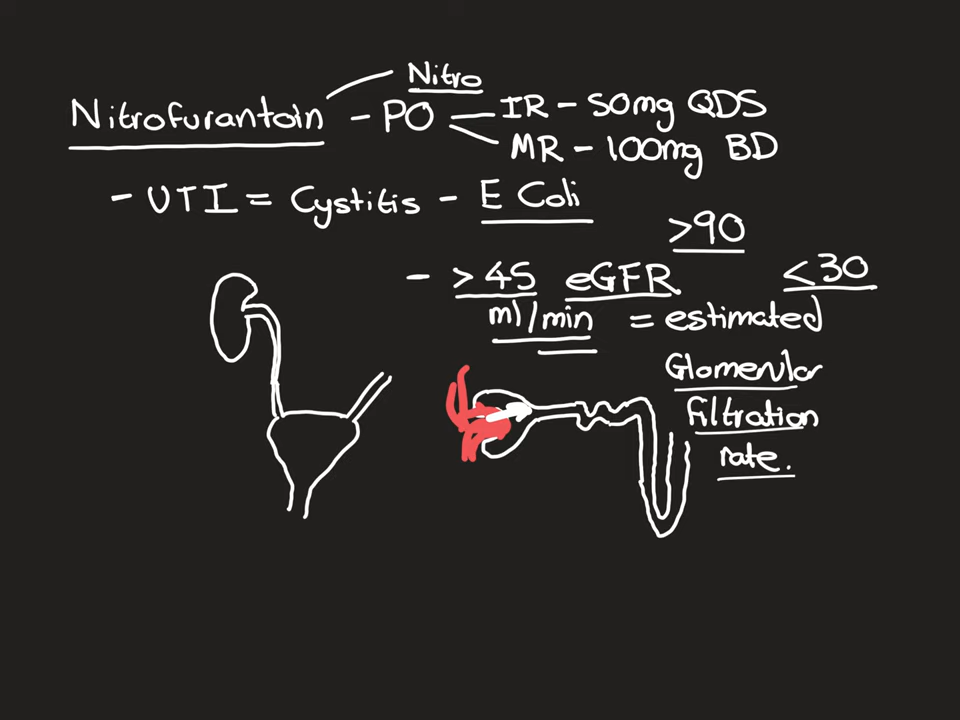 Nitro
Nitrofurantoin - PO - IR - 50mg QDS
MR - 100mg BD
- UTI = Cystitis - E Coli
>90
- >45 eGFR <30
ml/min = estimated
Glomerular
filtration
rate.